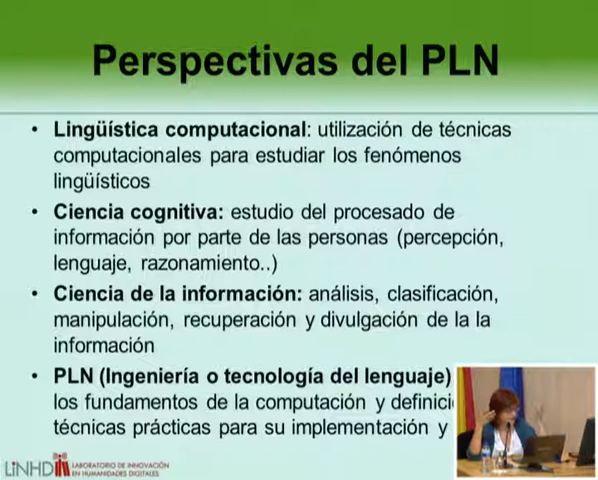 Perspectivas del PLN
• Lingüística computacional: utilización de técnicas
computacionales para estudiar los fenómenos
lingüísticos
• Ciencia cognitiva: estudio del procesado de
información por parte de las personas (percepción,
lenguaje, razonamiento..)
• Ciencia de la información: análisis, clasificación,
manipulación, recuperación y divulgación de la la
información
• PLN (Ingeniería o tecnología del lenguaje)
los fundamentos de la computación y definici
técnicas prácticas para su implementación y
LINHD LABORATORIO DE INNOVACIÓN
EN HUMANIDADES DIGITALES